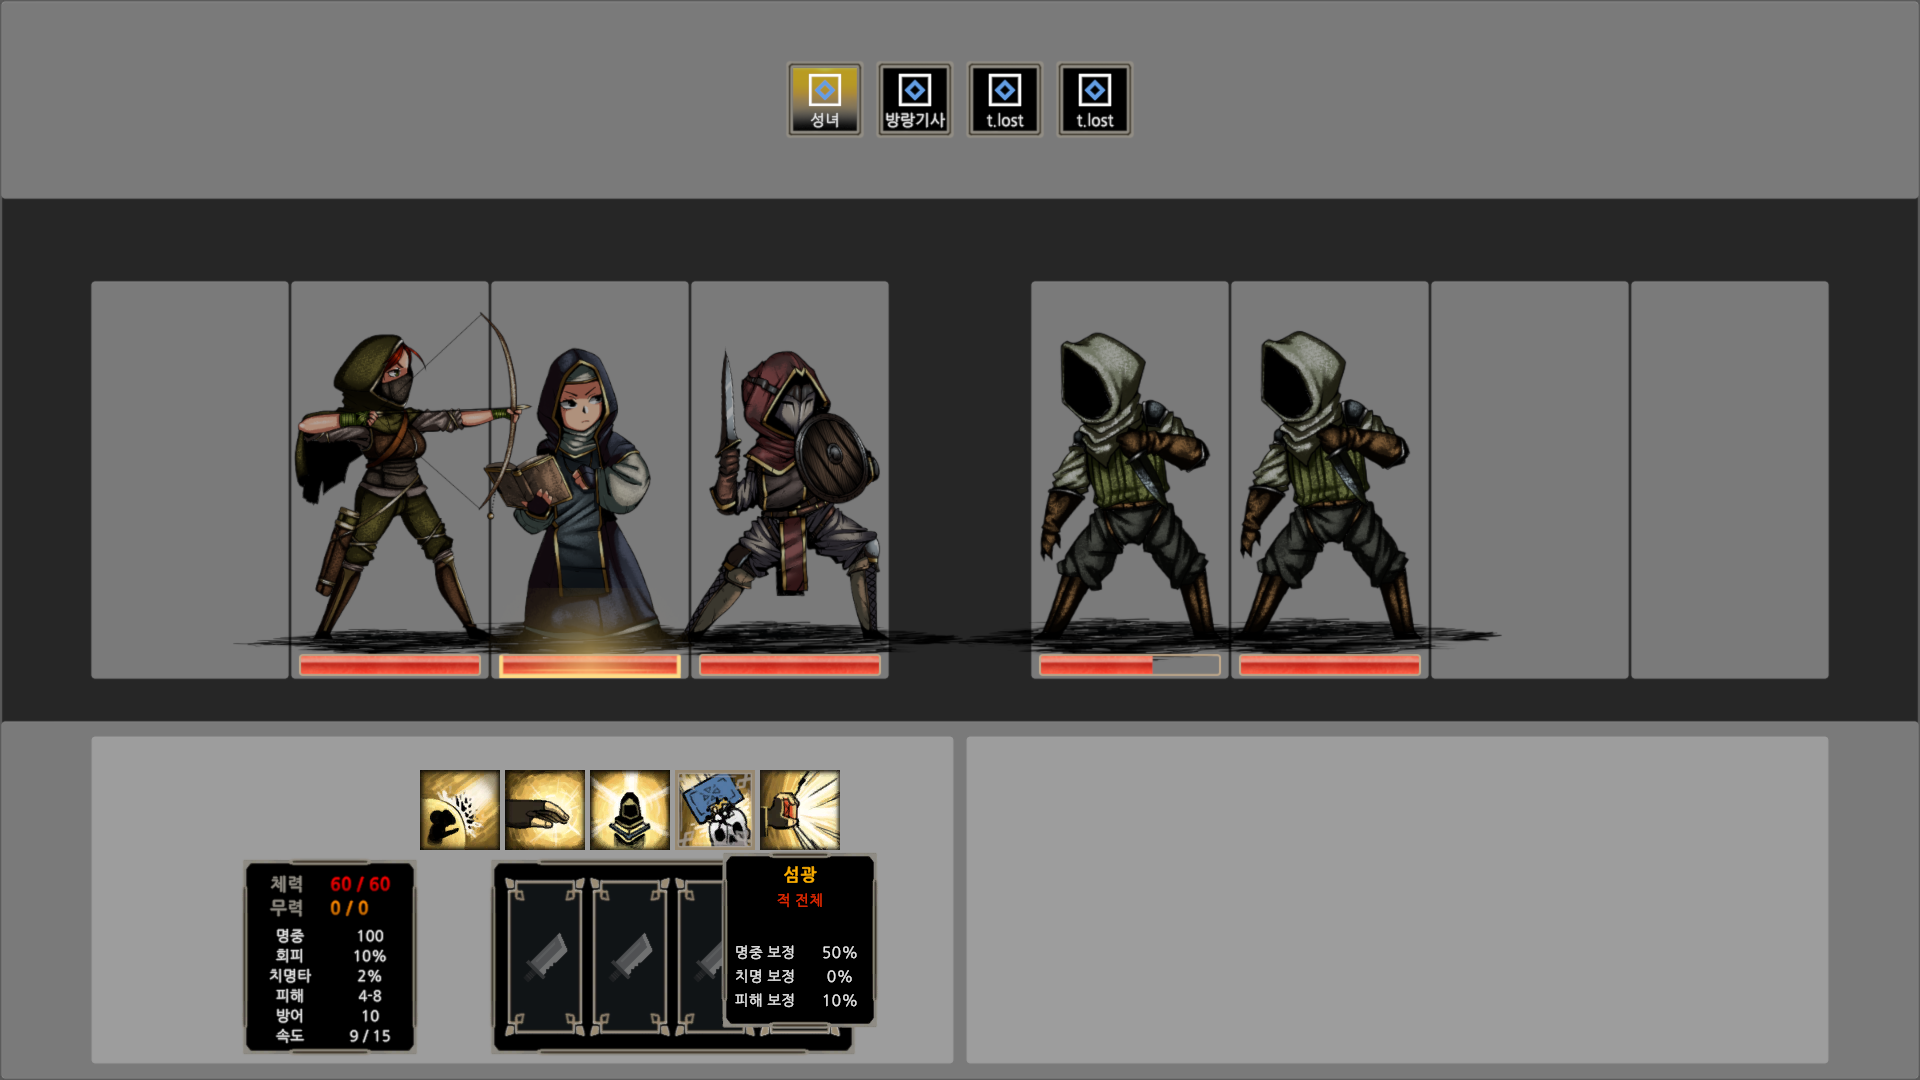 성녀
방랑기사
t.lost
t.lost
체력 60 / 60
무력 0 / 0
명중 100
회피 10%
치명타 2%
피해 4-8
방어 10
속도 9 / 15
섬광
적 전체
명중 보정 50%
치명 보정 0%
피해 보정 10%